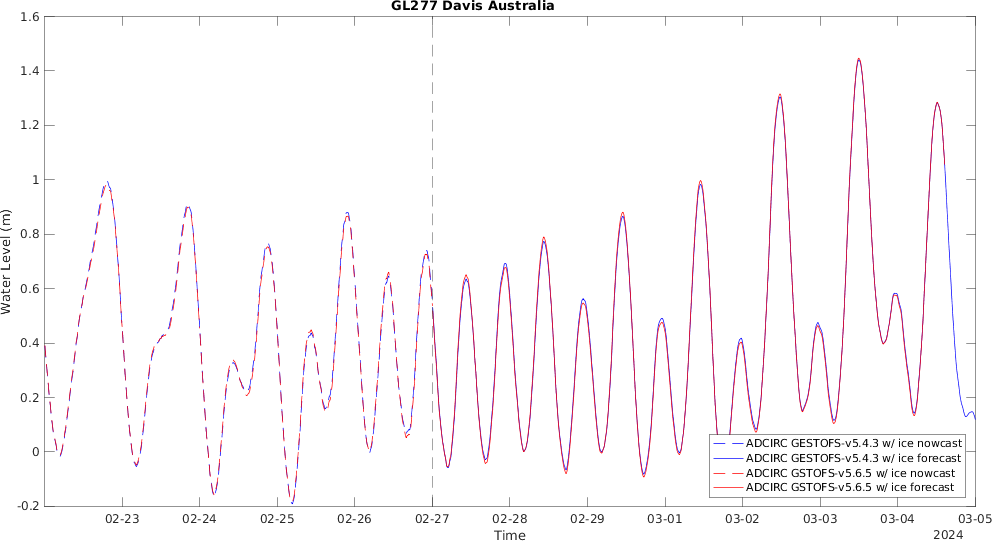 GL277 Davis Australia
1.6
1.4
1.2
1
0.8
0.6
0.4
0.2
0
-0.2
Water Level (m)
ADCIRC GESTOFS-v5.4.3 w/ ice nowcast
ADCIRC GESTOFS-v5.4.3 w/ ice forecast
ADCIRC GSTOFS-v5.6.5 w/ ice nowcast
ADCIRC GSTOFS-v5.6.5 w/ ice forecast
02-23 02-24 02-25 02-26 02-27 02-28 02-29 03-01 03-02 03-03 03-04 03-05
Time
2024